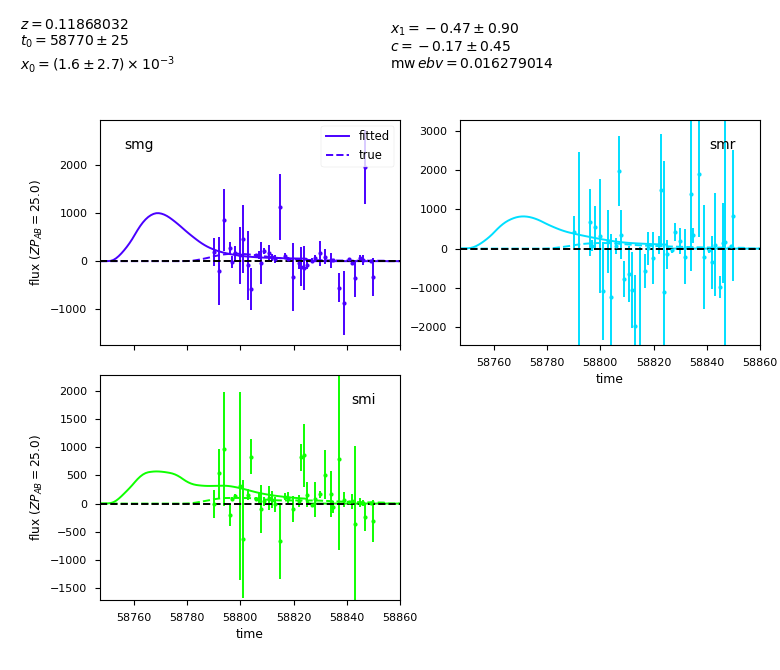 z = 0.11868032
t₀ = 58770 ± 25
x₀ = (1.6 ± 2.7) × 10⁻³
x₁ = −0.47 ± 0.90
c = −0.17 ± 0.45
mw ebv = 0.016279014
smg
fitted
true
2000
1000
0
−1000
flux (ZP_AB = 25.0)
smr
3000
2000
1000
0
−1000
−2000
58760 58780 58800 58820 58840 58860
time
smi
2000
1500
1000
500
0
−500
−1000
−1500
flux (ZP_AB = 25.0)
58760 58780 58800 58820 58840 58860
time